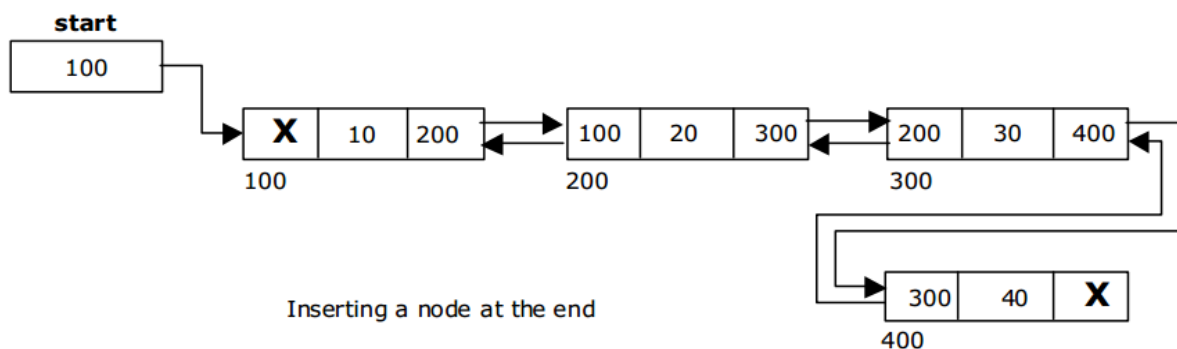 start
100
X 10 200 100 20 300 200 30 400
100 200 300
300 40 X
Inserting a node at the end
400